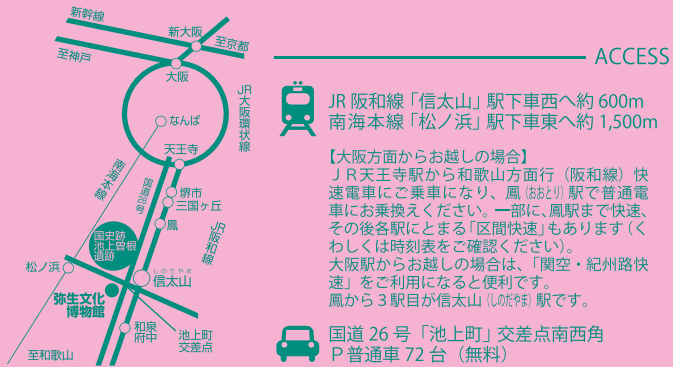 新幹線
新大阪
至京都
至神戸
大阪
JR大阪環状線
なんば
天王寺
南海本線
国道26号
堺市
三国ヶ丘
鳳
JR阪和線
国史跡
池上曽根
遺跡
松ノ浜
しのだやま
信太山
弥生文化
博物館
和泉
府中
池上町
交差点
至和歌山
ACCESS
JR 阪和線「信太山」駅下車西へ約 600m
南海本線「松ノ浜」駅下車東へ約 1,500m
【大阪方面からお越しの場合】
ＪＲ天王寺駅から和歌山方面行（阪和線）快
速電車にご乗車になり、鳳（おおとり）駅で普通電
車にお乗換えください。一部に、鳳駅まで快速、
その後各駅にとまる「区間快速」もあります（く
わしくは時刻表をご確認ください）。
大阪駅からお越しの場合は、「関空・紀州路快
速」をご利用になると便利です。
鳳から３駅目が信太山（しのだやま）駅です。
国道 26 号「池上町」交差点南西角
Ｐ普通車 72 台（無料）